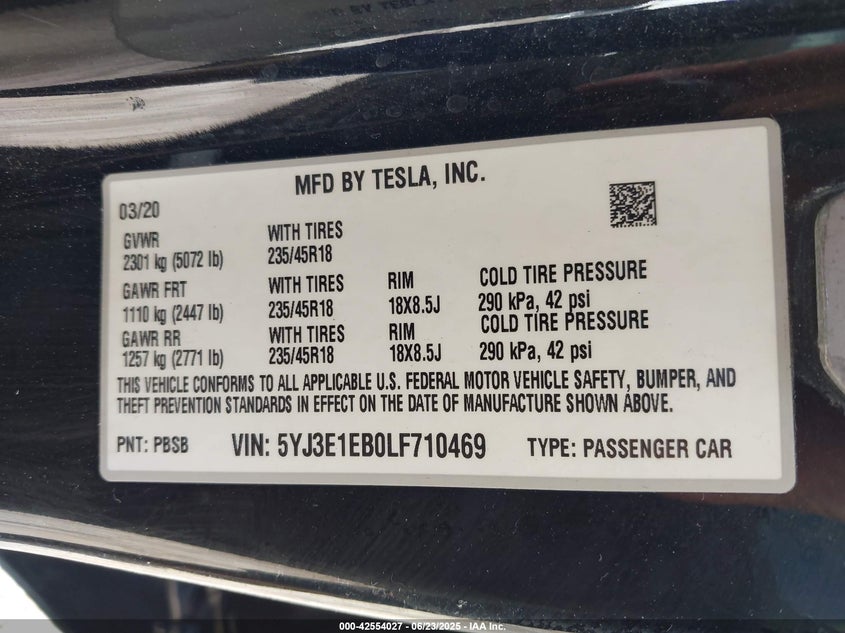 MFD BY TESLA, INC.
03/20
GVWR WITH TIRES
2301 kg (5072 lb) 235/45R18
GAWR FRT WITH TIRES RIM COLD TIRE PRESSURE
1110 kg (2447 lb) 235/45R18 18X8.5J 290 kPa, 42 psi
GAWR RR WITH TIRES RIM COLD TIRE PRESSURE
1257 kg (2771 lb) 235/45R18 18X8.5J 290 kPa, 42 psi
THIS VEHICLE CONFORMS TO ALL APPLICABLE U.S. FEDERAL MOTOR VEHICLE SAFETY, BUMPER, AND
THEFT PREVENTION STANDARDS IN EFFECT ON THE DATE OF MANUFACTURE SHOWN ABOVE.
PNT: PBSB VIN: 5YJ3E1EB0LF710469 TYPE: PASSENGER CAR
000-42554027 - 06/23/2025 - IAA Inc.